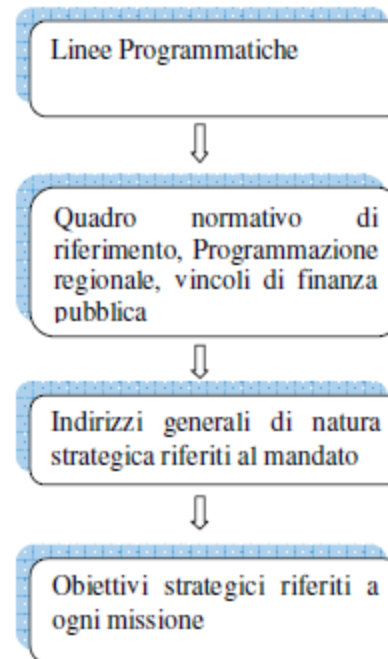 Linee Programmatiche
Quadro normativo di
riferimento, Programmazione
regionale, vincoli di finanza
pubblica
Indirizzi generali di natura
strategica riferiti al mandato
Obiettivi strategici riferiti a
ogni missione